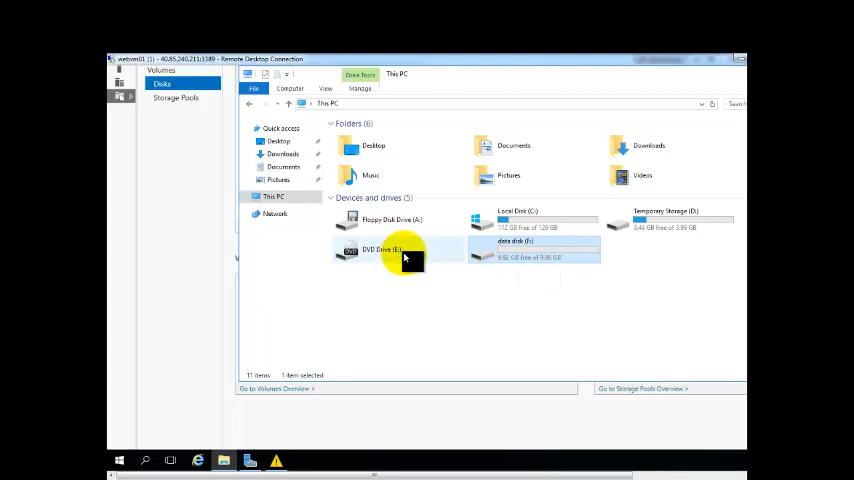 webvm01 (1) - 40.85.240.211:3389 - Remote Desktop Connection
Volumes
Disks
Storage Pools
Drive Tools
This PC
File
Computer
View
Manage
This PC
Search
Quick access
Desktop
Downloads
Documents
Pictures
This PC
Network
Folders (6)
Desktop
Documents
Downloads
Music
Pictures
Videos
Devices and drives (5)
Floppy Disk Drive (A:)
Local Disk (C:)
112 GB free of 126 GB
Temporary Storage (D:)
3.46 GB free of 3.99 GB
DVD
DVD Drive (E:)
data disk (F:)
9.92 GB free of 9.98 GB
11 items
1 item selected
Go to Volumes Overview >
Go to Storage Pools Overview >